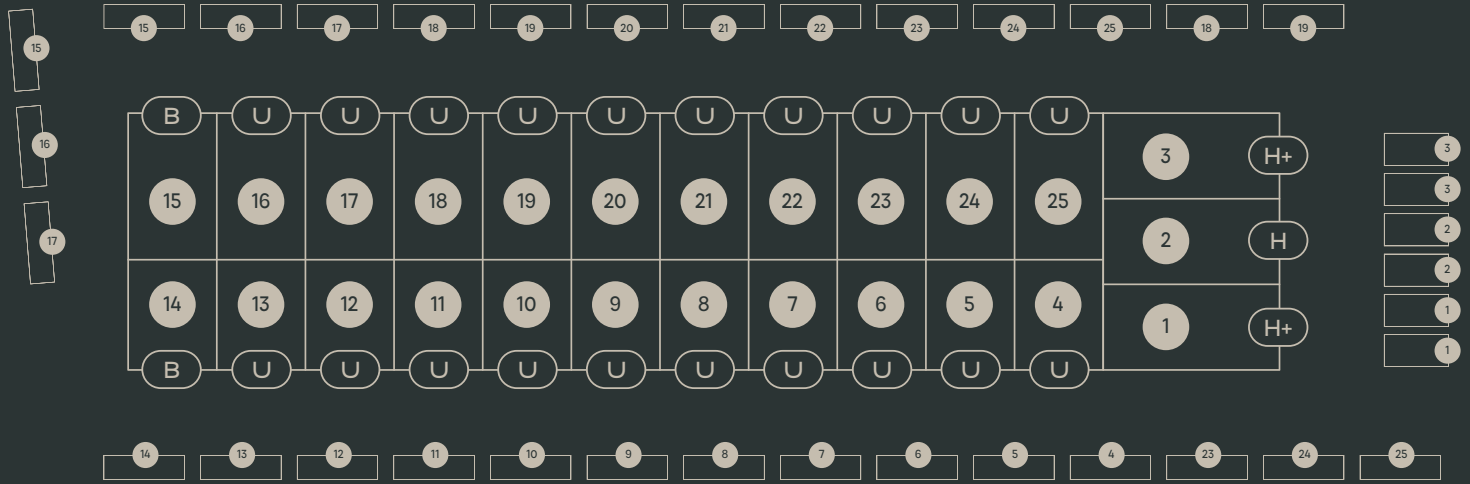 15 16 17 18 19 20 21 22 23 24 25 18 19
15
16
17
B U U U U U U U U U U
15 16 17 18 19 20 21 22 23 24 25
14 13 12 11 10 9 8 7 6 5 4
B U U U U U U U U U U
3 H+
2 H
1 H+
3
3
2
2
1
1
14 13 12 11 10 9 8 7 6 5 4 23 24 25